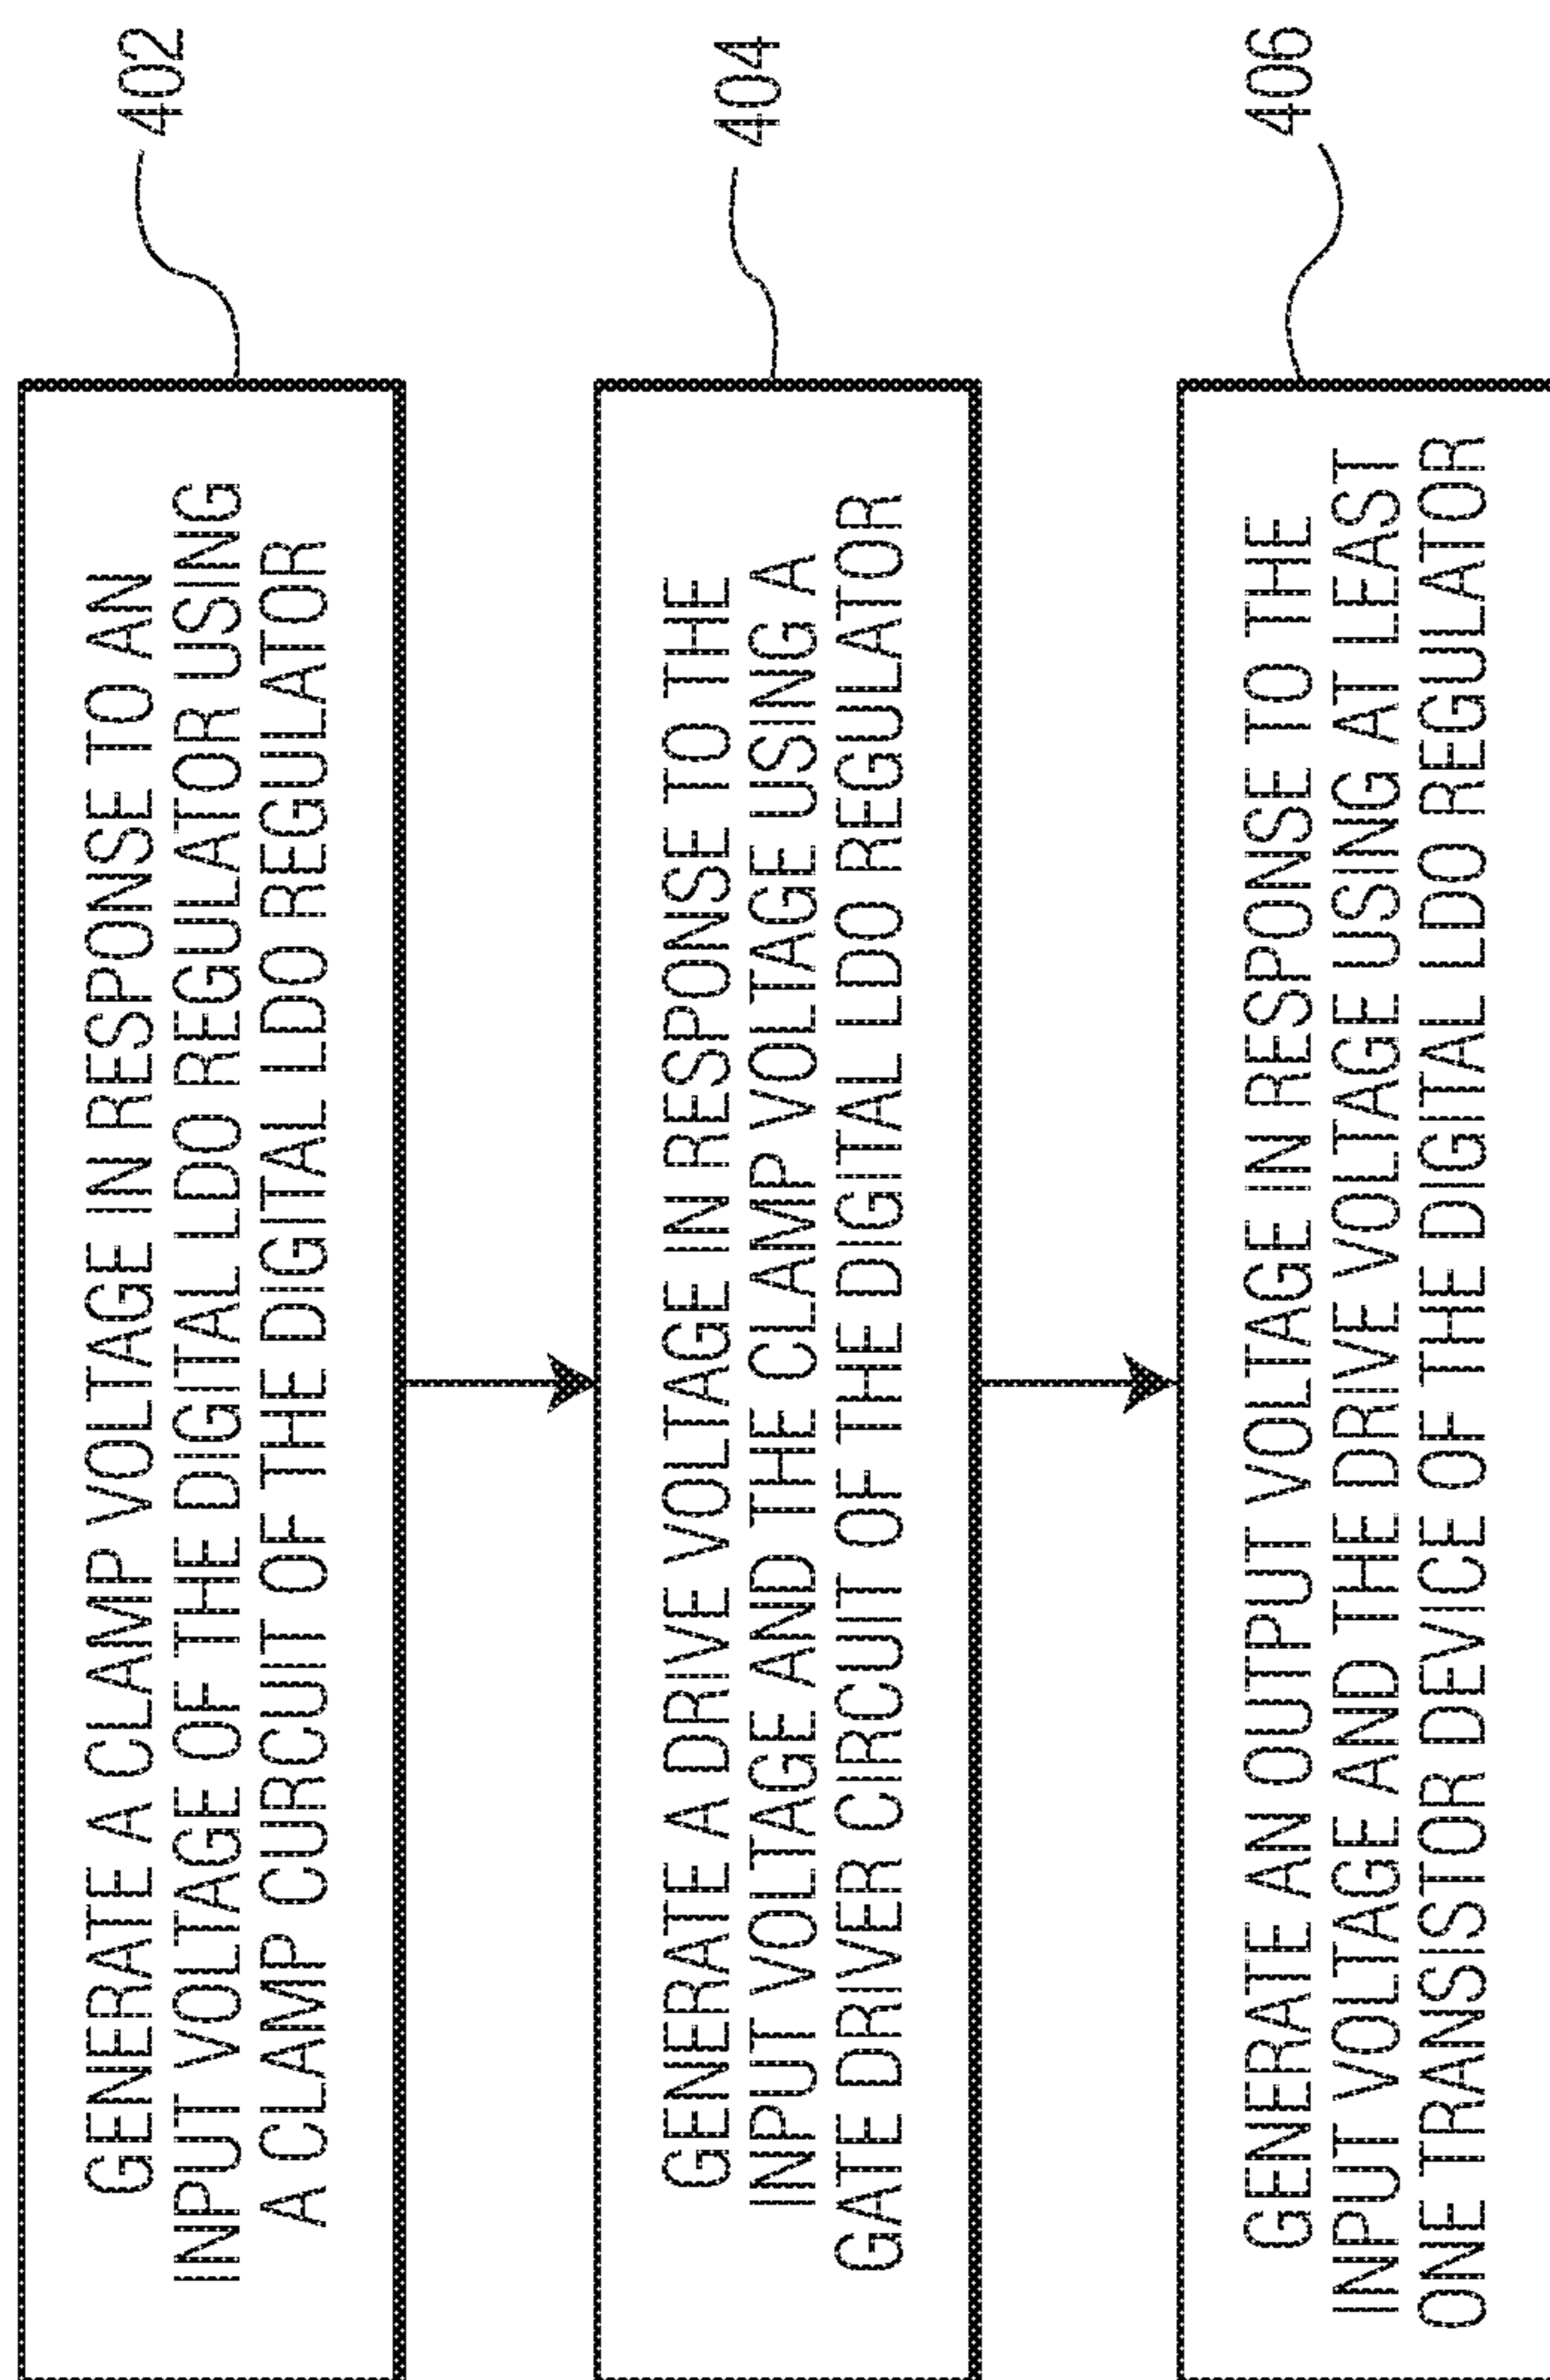 GENERATE A CLAMP VOLTAGE IN RESPONSE TO AN
INPUT VOLTAGE OF THE DIGITAL LDO REGULATOR USING
A CLAMP CURCUIT OF THE DIGITAL LDO REGULATOR
402
GENERATE A DRIVE VOLTAGE IN RESPONSE TO THE
INPUT VOLTAGE AND THE CLAMP VOLTAGE USING A
GATE DRIVER CIRCUIT OF THE DIGITAL LDO REGULATOR
404
GENERATE AN OUTPUT VOLTAGE IN RESPONSE TO THE
INPUT VOLTAGE AND THE DRIVE VOLTAGE USING AT LEAST
ONE TRANSISTOR DEVICE OF THE DIGITAL LDO REGULATOR
406